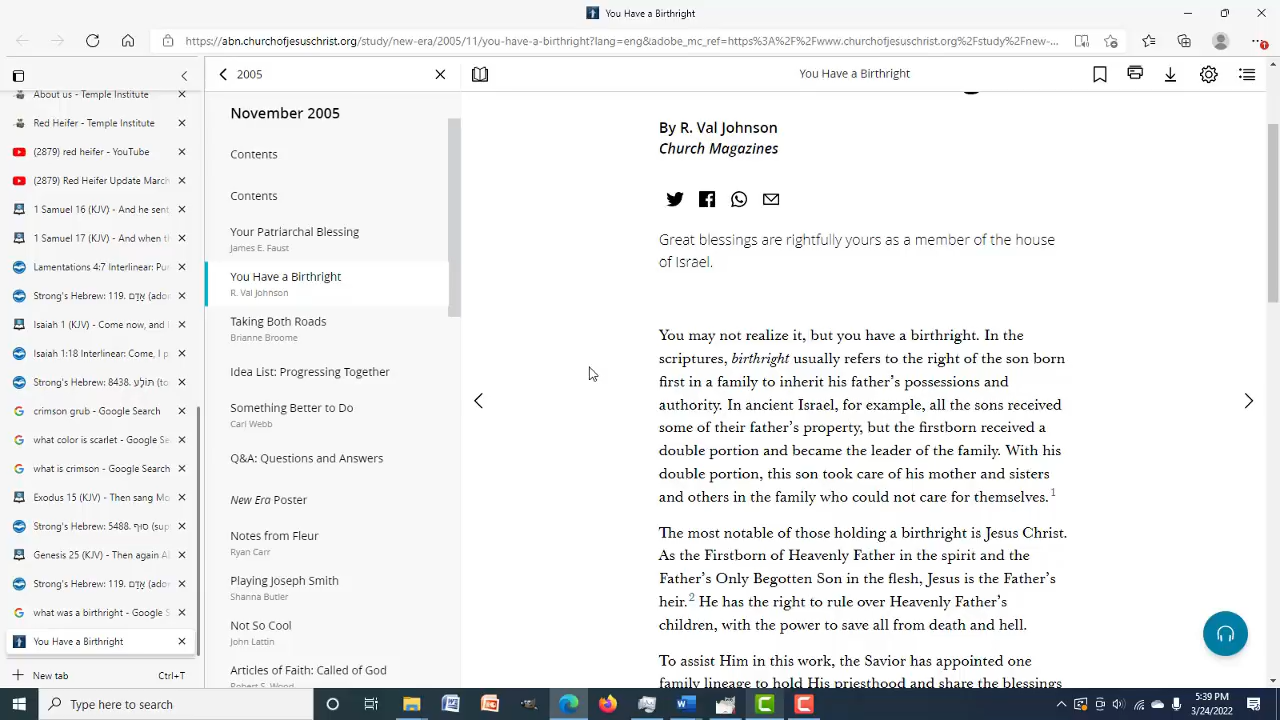 You Have a Birthright
https://abn.churchofjesuschrist.org/study/new-era/2005/11/you-have-a-birthright?lang=eng&adobe_mc_ref=https%3A%2F%2Fwww.churchofjesuschrist.org%2Fstudy%2Fnew-...
About us - Temple Institute
Red Heifer - Temple Institute
(2879) red heifer - YouTube
(2879) Red Heifer Update March
1 Samuel 16 (KJV) - And he sent
1 Samuel 17 (KJV) - And when t
Lamentations 4:7 Interlinear: Pu
Strong's Hebrew: 119. אָדַם (ado
Isaiah 1 (KJV) - Come now, and l
Isaiah 1:18 Interlinear: Come, I p
Strong's Hebrew: 8438. תּוֹלָע (to
crimson grub - Google Search
what color is scarlet - Google Se
what is crimson - Google Search
Exodus 15 (KJV) - Then sang Mo
Strong's Hebrew: 5488. סוּף (sup
Genesis 25 (KJV) - Then again Al
Strong's Hebrew: 119. אָדַם (ado
what was a birthright - Google S
You Have a Birthright
New tab Ctrl+T
2005
November 2005
Contents
Contents
Your Patriarchal Blessing
James E. Faust
You Have a Birthright
R. Val Johnson
Taking Both Roads
Brianne Broome
Idea List: Progressing Together
Something Better to Do
Carl Webb
Q&A: Questions and Answers
New Era Poster
Notes from Fleur
Ryan Carr
Playing Joseph Smith
Shanna Butler
Not So Cool
John Lattin
Articles of Faith: Called of God
Robert S. Wood
You Have a Birthright
By R. Val Johnson
Church Magazines
Great blessings are rightfully yours as a member of the house
of Israel.
You may not realize it, but you have a birthright. In the
scriptures, birthright usually refers to the right of the son born
first in a family to inherit his father's possessions and
authority. In ancient Israel, for example, all the sons received
some of their father's property, but the firstborn received a
double portion and became the leader of the family. With his
double portion, this son took care of his mother and sisters
and others in the family who could not care for themselves. 1
The most notable of those holding a birthright is Jesus Christ.
As the Firstborn of Heavenly Father in the spirit and the
Father's Only Begotten Son in the flesh, Jesus is the Father's
heir. 2 He has the right to rule over Heavenly Father's
children, with the power to save all from death and hell.
To assist Him in this work, the Savior has appointed one
family lineage to hold His priesthood and share the blessings
Type here to search
5:39 PM
3/24/2022